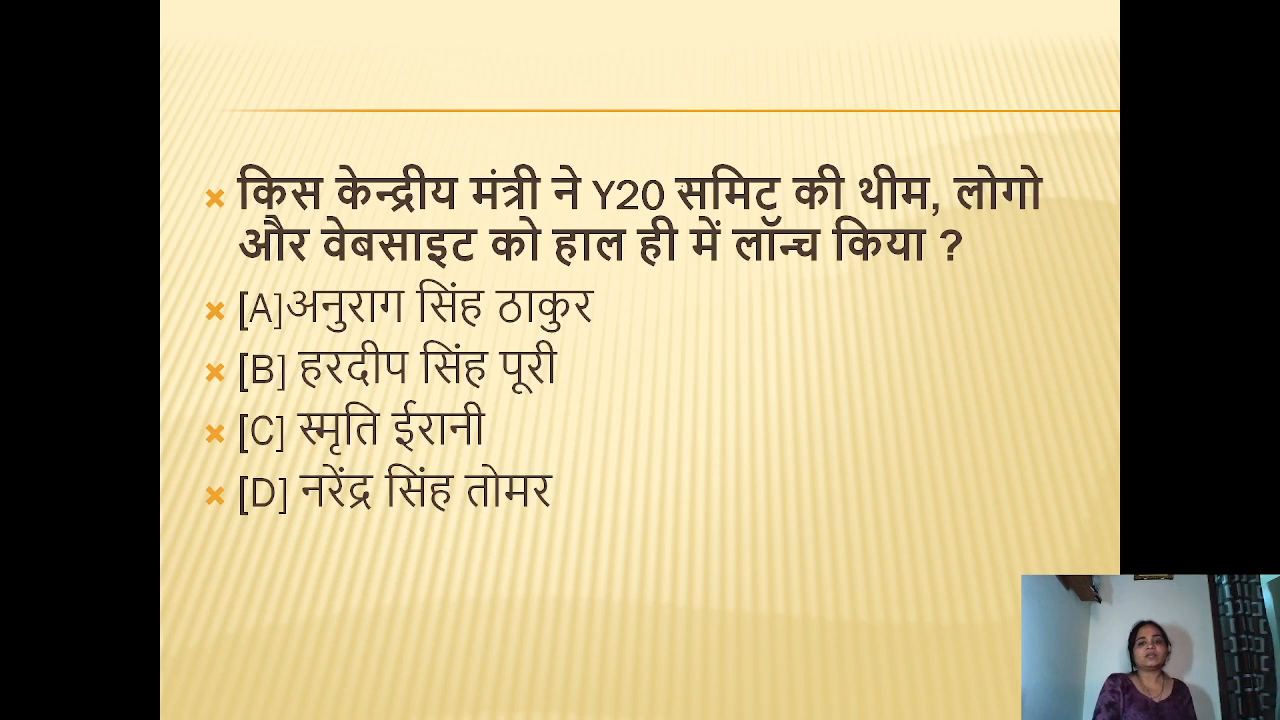 किस केन्द्रीय मंत्री ने Y20 समिट की थीम, लोगो
और वेबसाइट को हाल ही में लॉन्च किया ?
[A]अनुराग सिंह ठाकुर
[B] हरदीप सिंह पूरी
[C] स्मृति ईरानी
[D] नरेंद्र सिंह तोमर